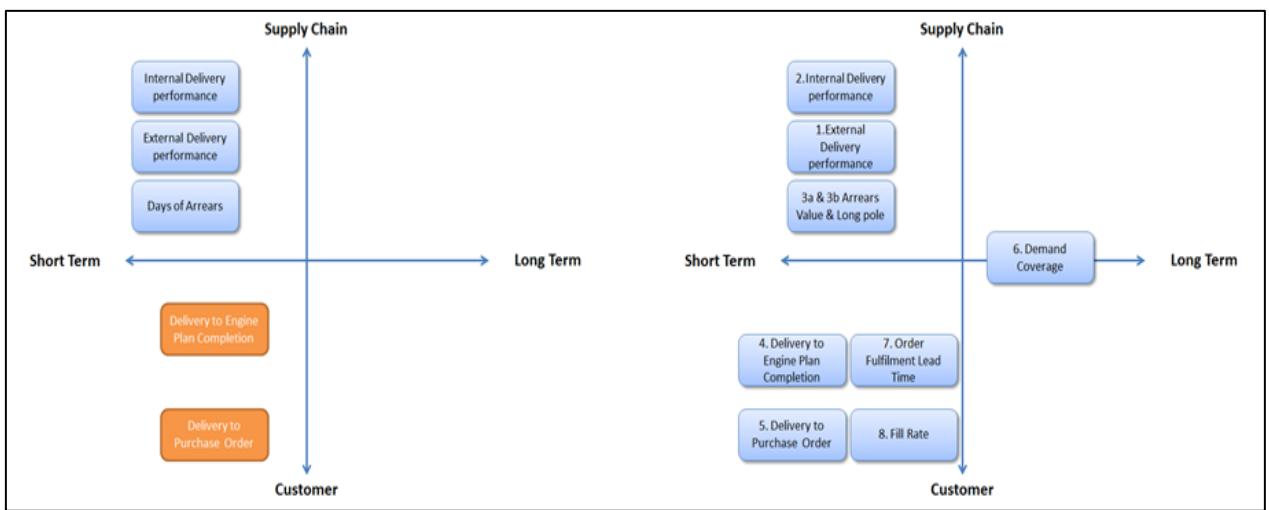 Supply Chain
Internal Delivery
performance
External Delivery
performance
Days of Arrears
Short Term
Long Term
Delivery to Engine
Plan Completion
Delivery to
Purchase Order
Customer
Supply Chain
2.Internal Delivery
performance
1.External
Delivery
performance
3a & 3b Arrears
Value & Long pole
Short Term
6. Demand
Coverage
Long Term
4. Delivery to
Engine Plan
Completion
7. Order
Fulfilment Lead
Time
5. Delivery to
Purchase Order
8. Fill Rate
Customer